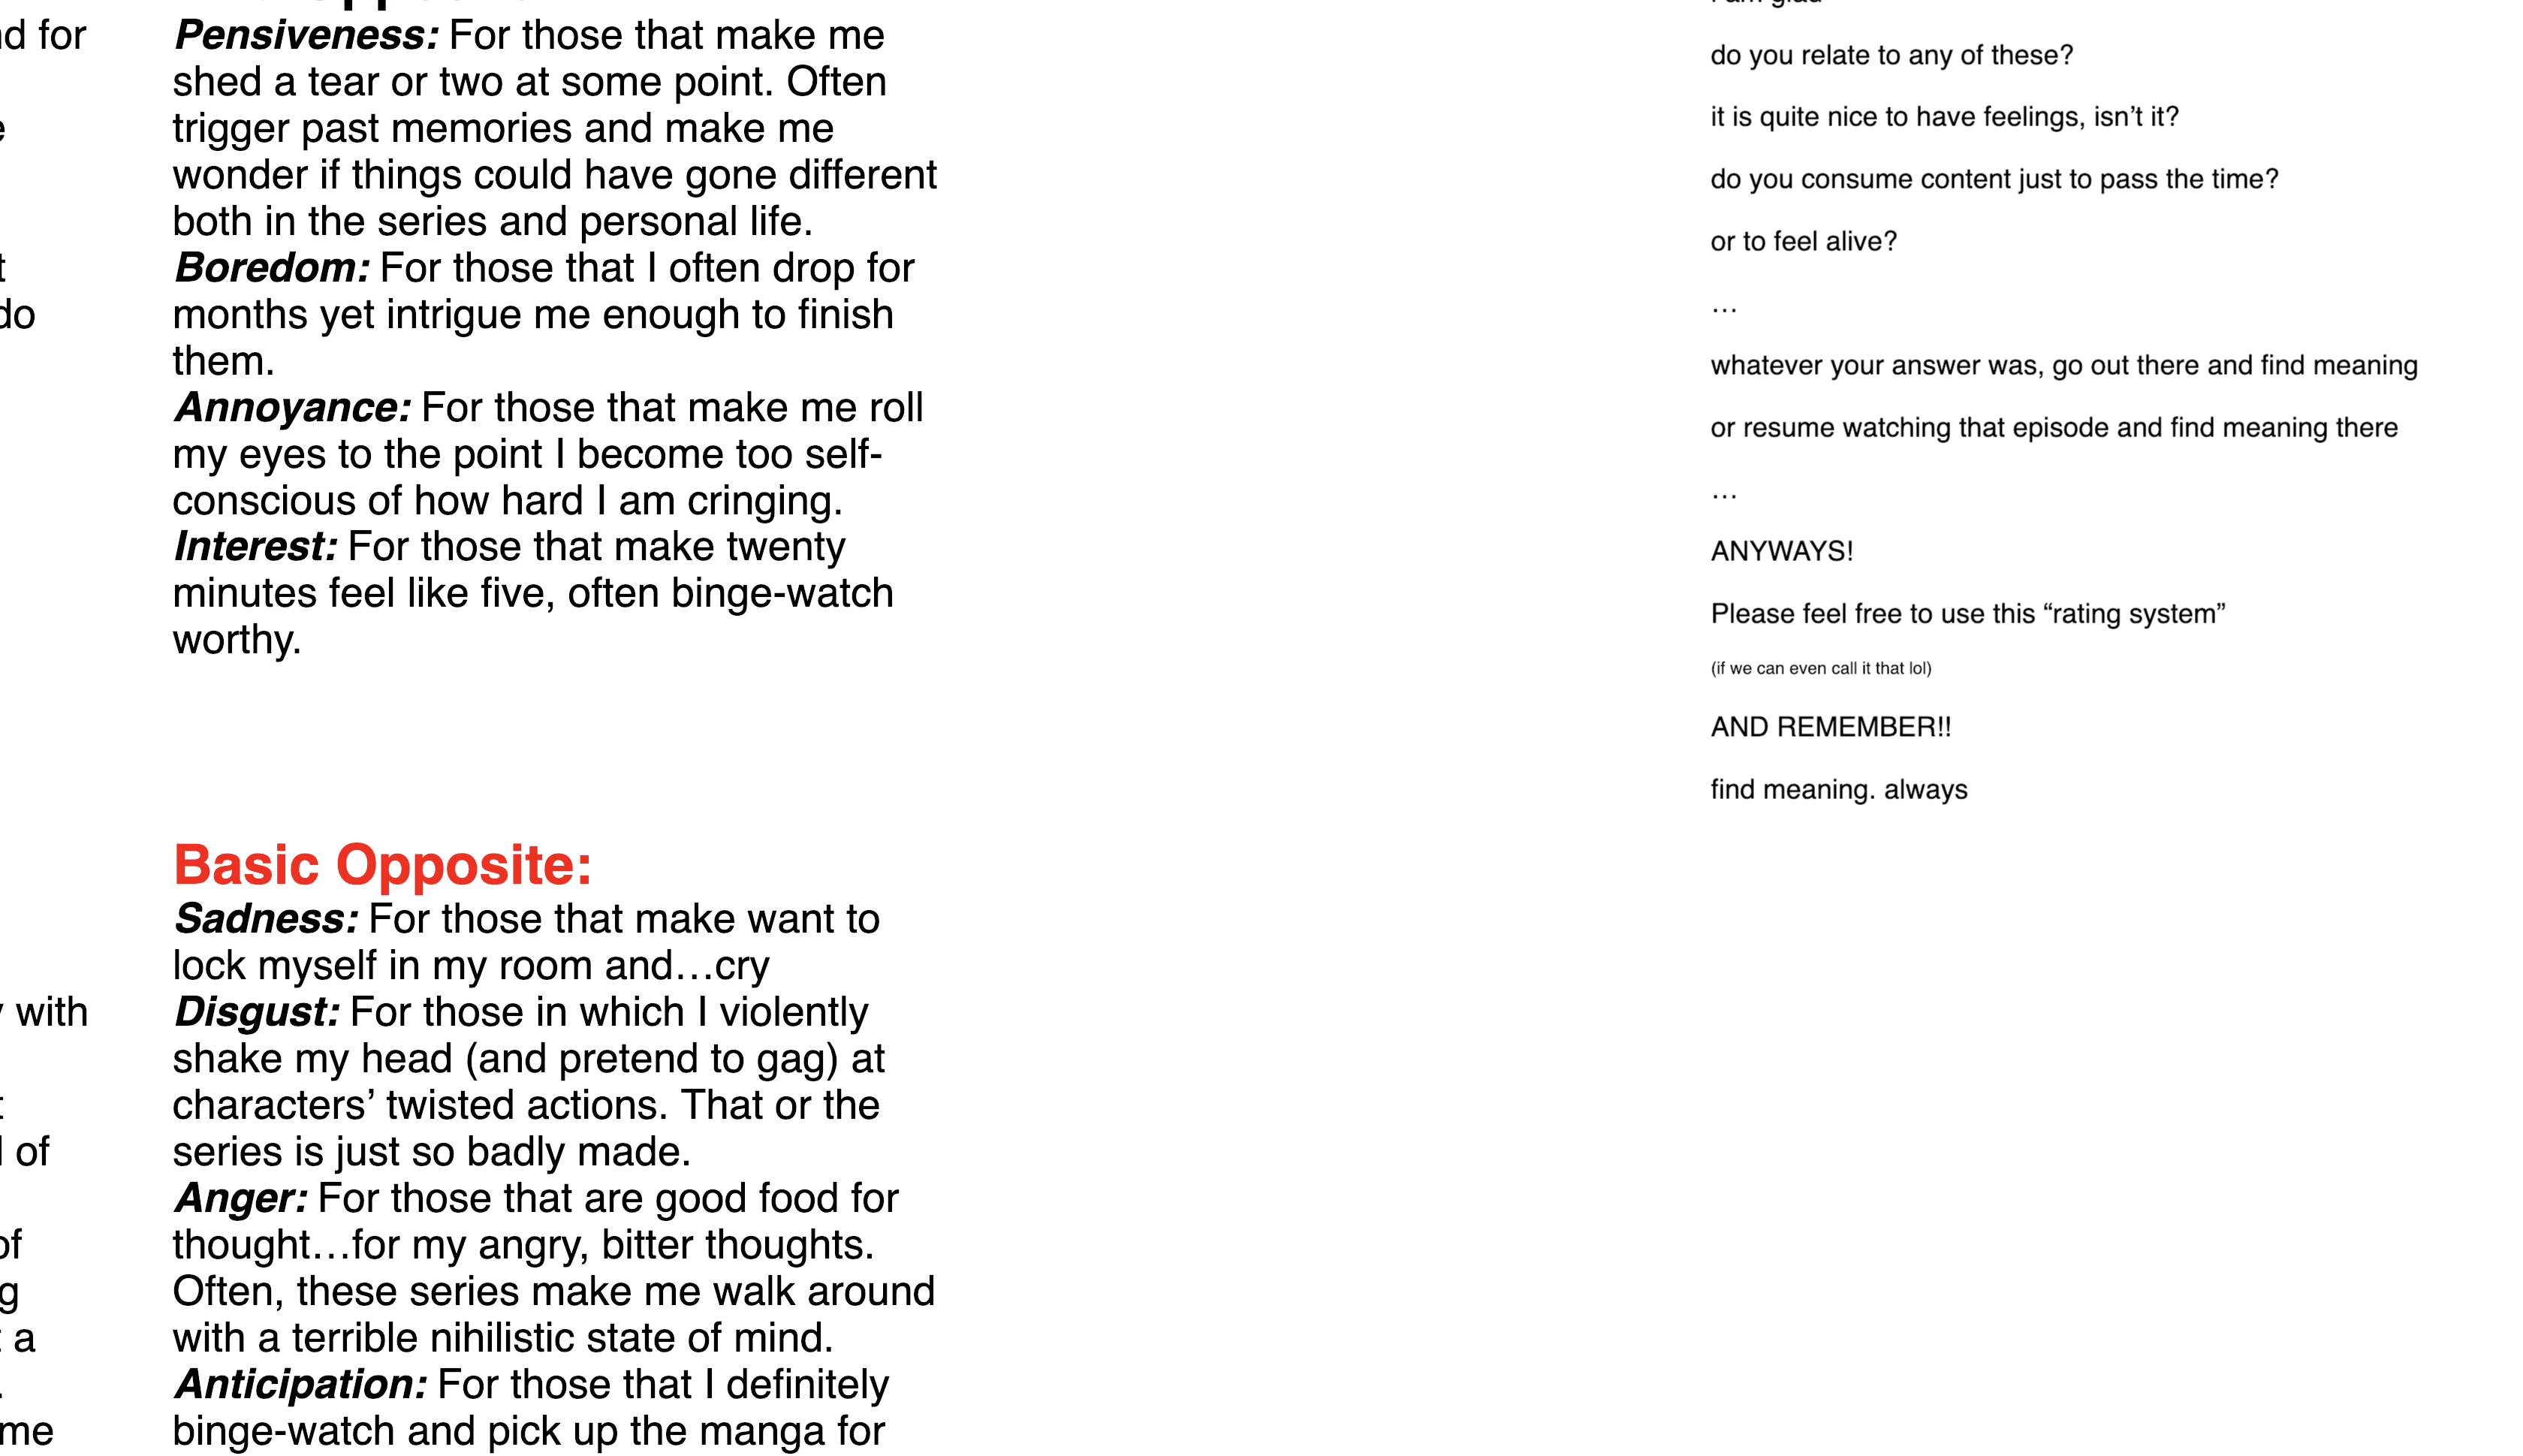 nd for
e
t
do
y with
t
l of
of
g
t a
.
me
Pensiveness: For those that make me
shed a tear or two at some point. Often
trigger past memories and make me
wonder if things could have gone different
both in the series and personal life.
Boredom: For those that I often drop for
months yet intrigue me enough to finish
them.
Annoyance: For those that make me roll
my eyes to the point I become too self-
conscious of how hard I am cringing.
Interest: For those that make twenty
minutes feel like five, often binge-watch
worthy.
Basic Opposite:
Sadness: For those that make want to
lock myself in my room and…cry
Disgust: For those in which I violently
shake my head (and pretend to gag) at
characters’ twisted actions. That or the
series is just so badly made.
Anger: For those that are good food for
thought…for my angry, bitter thoughts.
Often, these series make me walk around
with a terrible nihilistic state of mind.
Anticipation: For those that I definitely
binge-watch and pick up the manga for
I am glad
do you relate to any of these?
it is quite nice to have feelings, isn’t it?
do you consume content just to pass the time?
or to feel alive?
…
whatever your answer was, go out there and find meaning
or resume watching that episode and find meaning there
…
ANYWAYS!
Please feel free to use this “rating system”
(if we can even call it that lol)
AND REMEMBER!!
find meaning. always